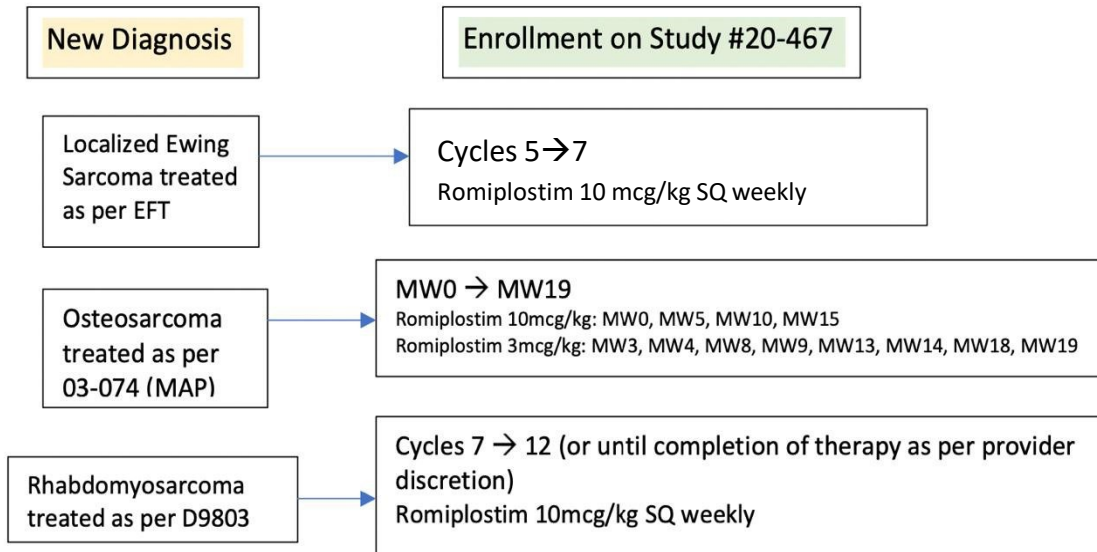 New Diagnosis
Enrollment on Study #20-467
Localized Ewing
Sarcoma treated
as per EFT
Cycles 5→7
Romiplostim 10 mcg/kg SQ weekly
Osteosarcoma
treated as per
03-074 (MAP)
MW0 → MW19
Romiplostim 10mcg/kg: MW0, MW5, MW10, MW15
Romiplostim 3mcg/kg: MW3, MW4, MW8, MW9, MW13, MW14, MW18, MW19
Rhabdomyosarcoma
treated as per D9803
Cycles 7 → 12 (or until completion of therapy as per provider
discretion)
Romiplostim 10mcg/kg SQ weekly